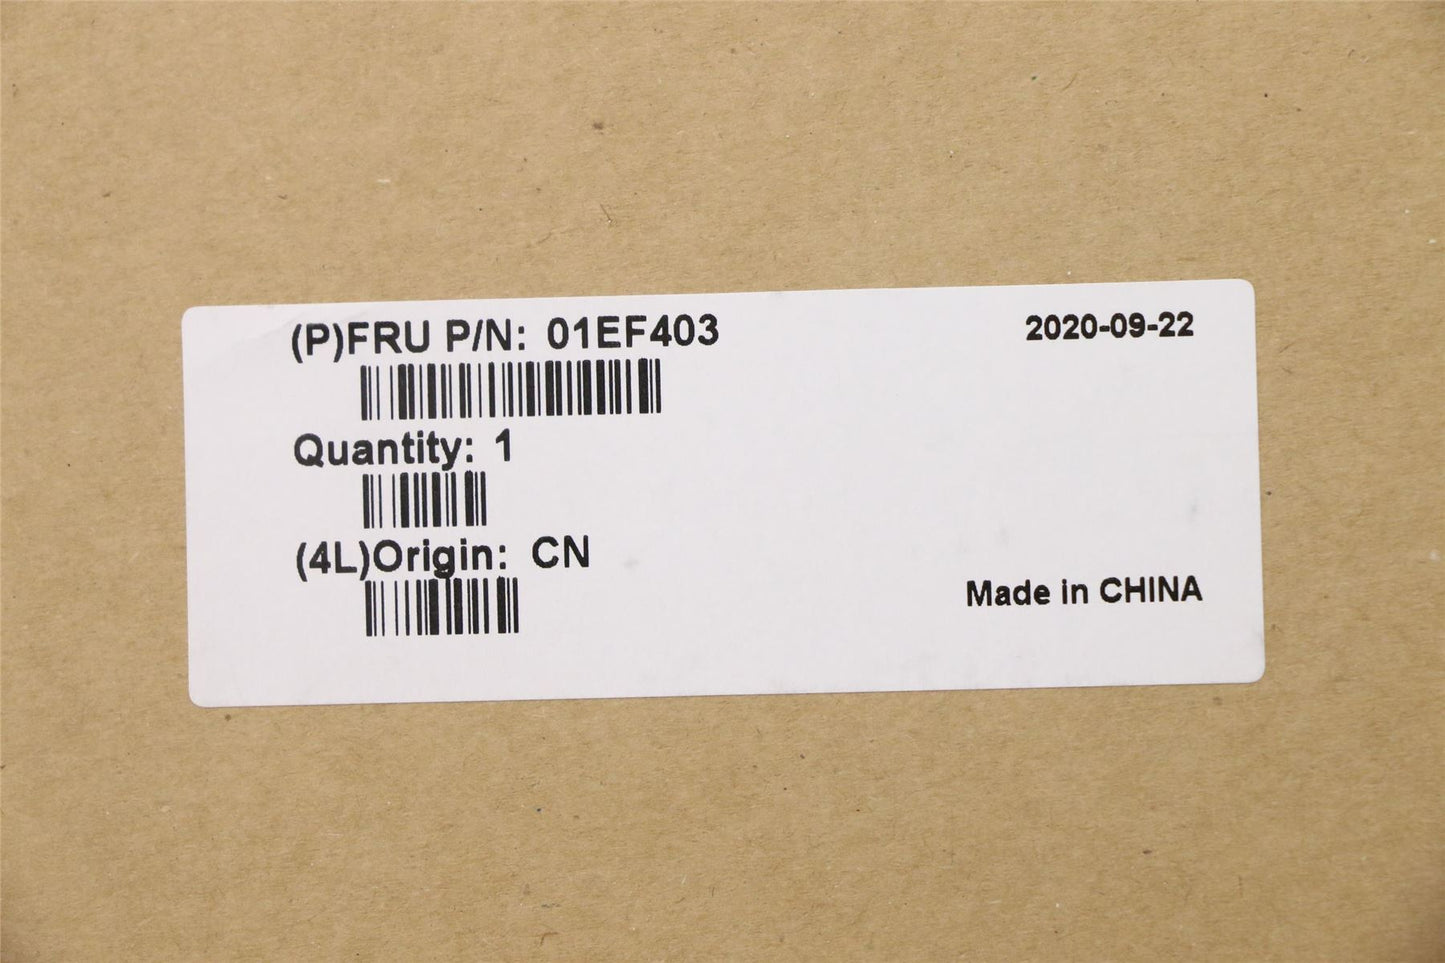 (P)FRU P/N: 01EF403
2020-09-22
Quantity: 1
(4L)Origin: CN
Made in CHINA